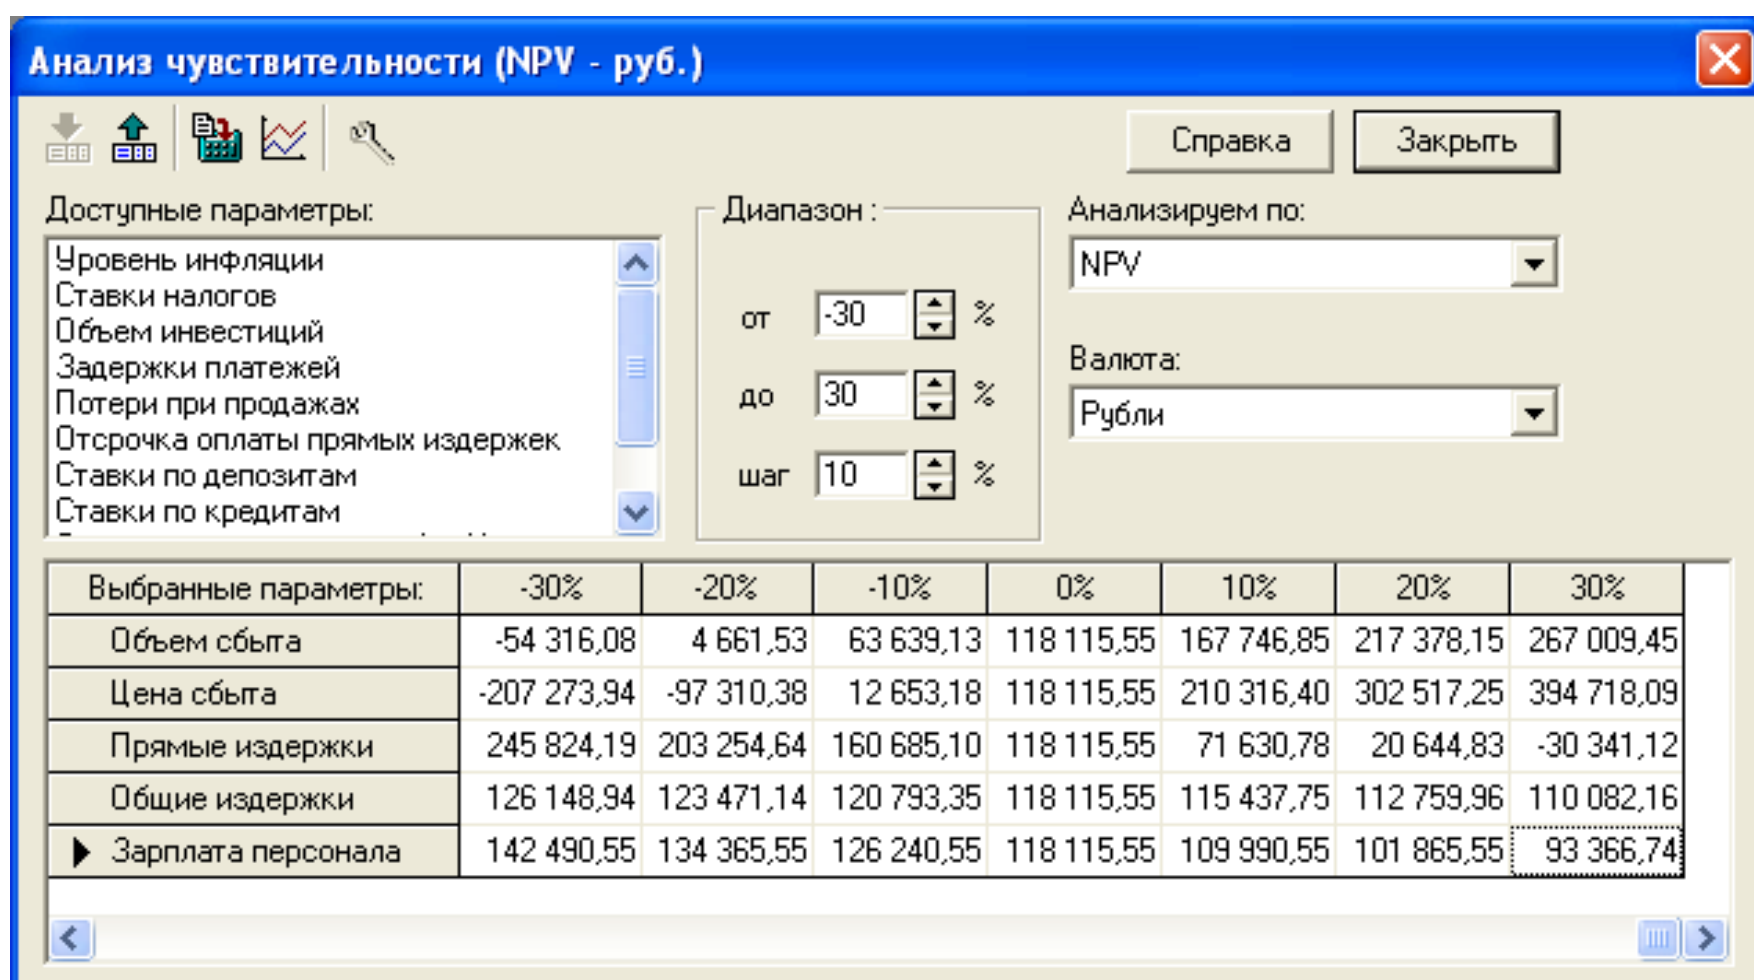 Анализ чувствительности (NPV - руб.)
Справка
Закрыть
Доступные параметры:
Диапазон :
Анализируем по:
Уровень инфляции
Ставки налогов
Объем инвестиций
Задержки платежей
Потери при продажах
Отсрочка оплаты прямых издержек
Ставки по депозитам
Ставки по кредитам
от -30 %
до 30 %
шаг 10 %
NPV
Валюта:
Рубли
Выбранные параметры: -30% -20% -10% 0% 10% 20% 30%
Объем сбыта -54 316,08 4 661,53 63 639,13 118 115,55 167 746,85 217 378,15 267 009,45
Цена сбыта -207 273,94 -97 310,38 12 653,18 118 115,55 210 316,40 302 517,25 394 718,09
Прямые издержки 245 824,19 203 254,64 160 685,10 118 115,55 71 630,78 20 644,83 -30 341,12
Общие издержки 126 148,94 123 471,14 120 793,35 118 115,55 115 437,75 112 759,96 110 082,16
Зарплата персонала 142 490,55 134 365,55 126 240,55 118 115,55 109 990,55 101 865,55 93 366,74